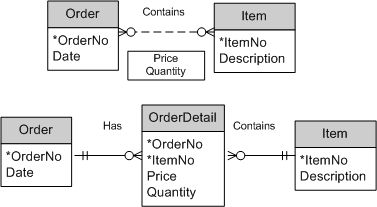 Order
Contains
Item
*OrderNo
Date
*ItemNo
Description
Price
Quantity
Order
Has
OrderDetail
Contains
Item
*OrderNo
Date
*OrderNo
*ItemNo
Price
Quantity
*ItemNo
Description